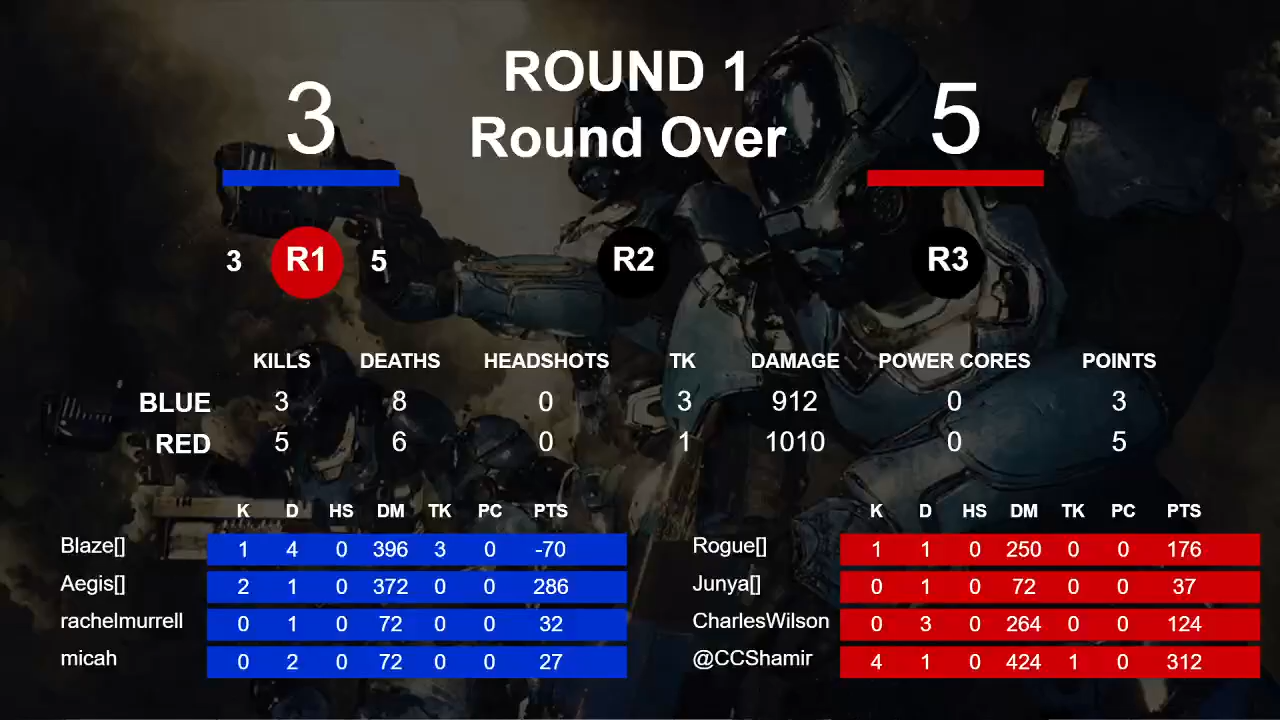 ROUND 1
3 5
Round Over
3 R1 5 R2 R3
KILLS DEATHS HEADSHOTS TK DAMAGE POWER CORES POINTS
BLUE 3 8 0 3 912 0 3
RED 5 6 0 1 1010 0 5
K D HS DM TK PC PTS
Blaze[] 1 4 0 396 3 0 -70
Aegis[] 2 1 0 372 0 0 286
rachelmurrell 0 1 0 72 0 0 32
micah 0 2 0 72 0 0 27
K D HS DM TK PC PTS
Rogue[] 1 1 0 250 0 0 176
Junya[] 0 1 0 72 0 0 37
CharlesWilson 0 3 0 264 0 0 124
@CCShamir 4 1 0 424 1 0 312